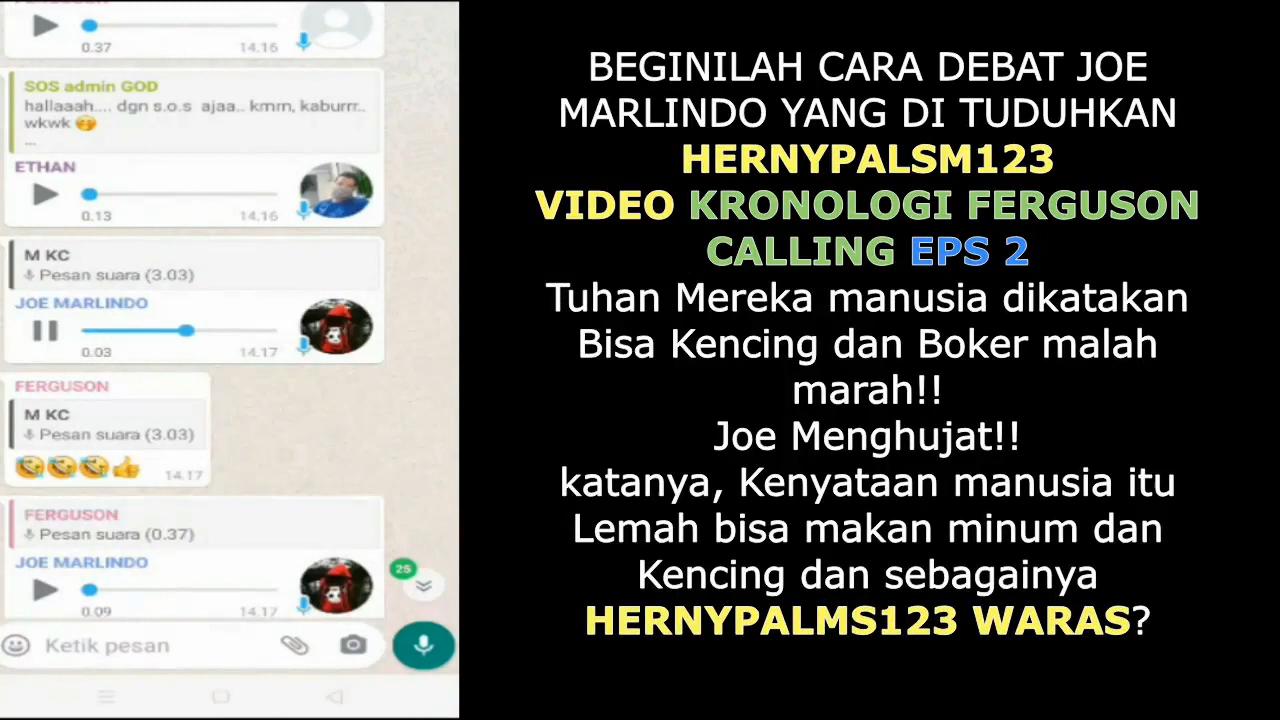 0.37
14.16
SOS admin GOD
hallaaah.... dgn s.o.s ajaa.. kmrn, kaburrr..
wkwk 🤭
...
ETHAN
0.13
14.16
M KC
Pesan suara (3.03)
JOE MARLINDO
0.03
14.17
FERGUSON
M KC
Pesan suara (3.03)
🤣🤣🤣👍
14.17
FERGUSON
Pesan suara (0.37)
JOE MARLINDO
0.09
14.17
25
Ketik pesan
BEGINILAH CARA DEBAT JOE
MARLINDO YANG DI TUDUHKAN
HERNYPALSM123
VIDEO KRONOLOGI FERGUSON
CALLING EPS 2
Tuhan Mereka manusia dikatakan
Bisa Kencing dan Boker malah
marah!!
Joe Menghujat!!
katanya, Kenyataan manusia itu
Lemah bisa makan minum dan
Kencing dan sebagainya
HERNYPALMS123 WARAS?